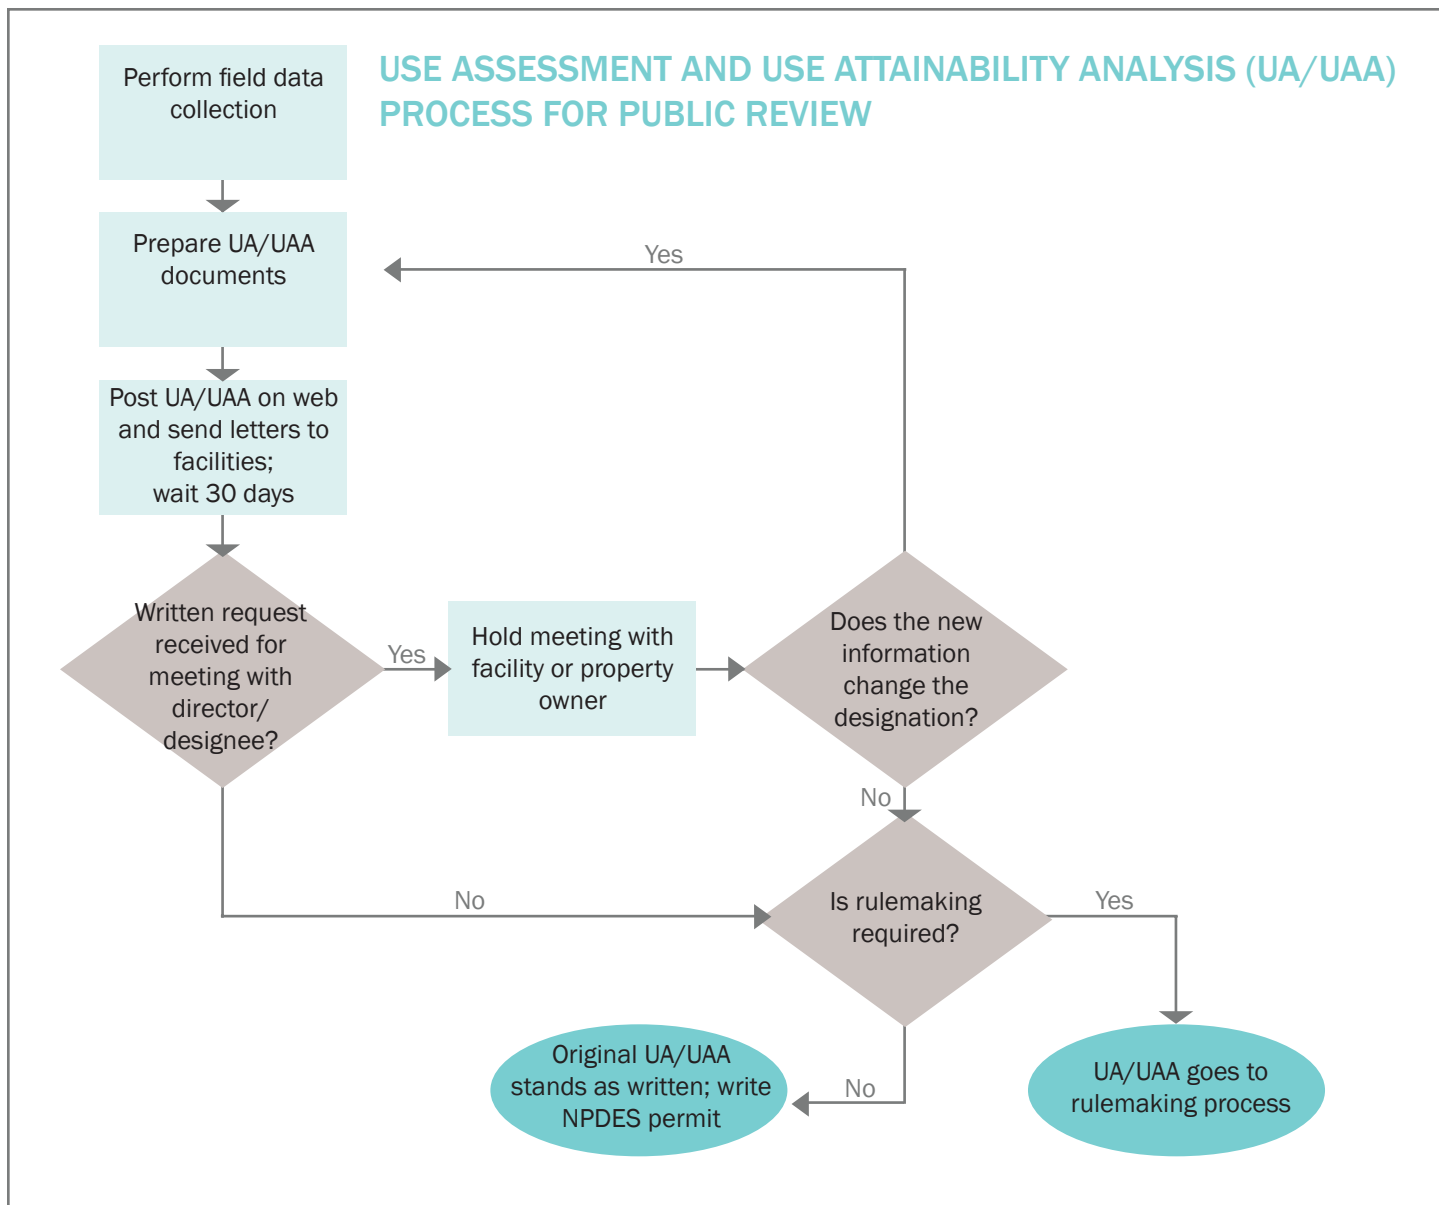 USE ASSESSMENT AND USE ATTAINABILITY ANALYSIS (UA/UAA)
PROCESS FOR PUBLIC REVIEW
Perform field data
collection
Prepare UA/UAA
documents
Yes
Post UA/UAA on web
and send letters to
facilities;
wait 30 days
Written request
received for
meeting with
director/
designee?
Yes
Hold meeting with
facility or property
owner
Does the new
information
change the
designation?
No
No
Is rulemaking
required?
Yes
Original UA/UAA
stands as written; write
NPDES permit
No
UA/UAA goes to
rulemaking process